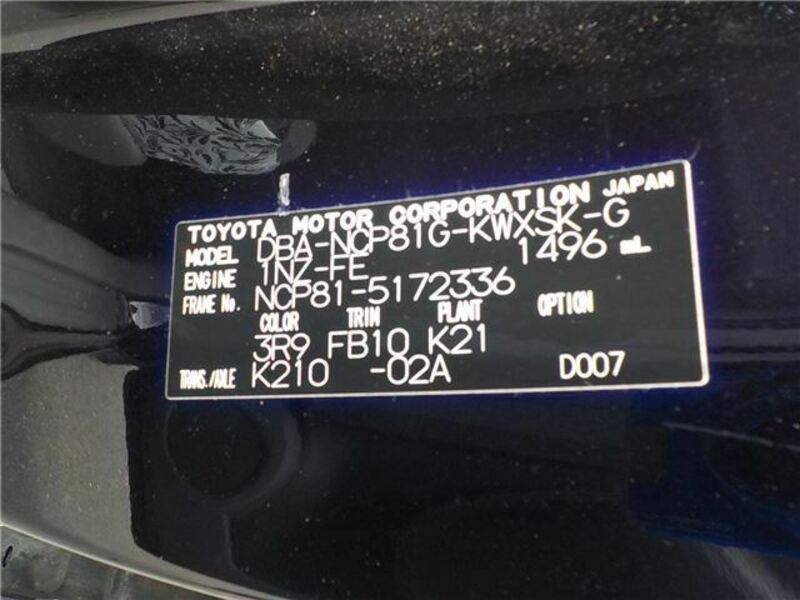 TOYOTA MOTOR CORPORATION JAPAN
MODEL DBA-NCP81G-KWXSK-G
ENGINE 1NZ-FE 1496 mL
FRAME No. NCP81-5172336
COLOR TRIM PLANT OPTION
3R9 FB10 K21
TRANS./AXLE K210 -02A D007